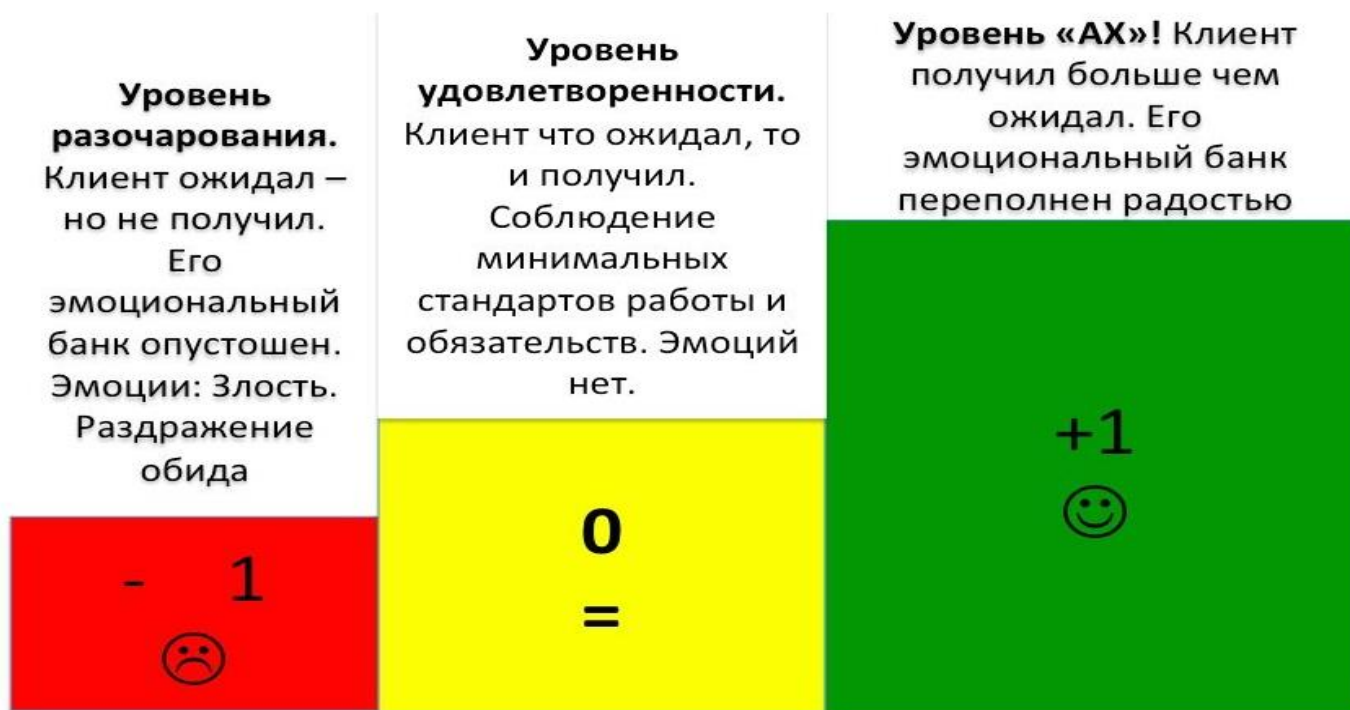 Уровень
разочарования.
Клиент ожидал –
но не получил.
Его
эмоциональный
банк опустошен.
Эмоции: Злость.
Раздражение
обида
- 1
Уровень
удовлетворенности.
Клиент что ожидал, то
и получил.
Соблюдение
минимальных
стандартов работы и
обязательств. Эмоций
нет.
0
=
Уровень «АХ»! Клиент
получил больше чем
ожидал. Его
эмоциональный банк
переполнен радостью
+1